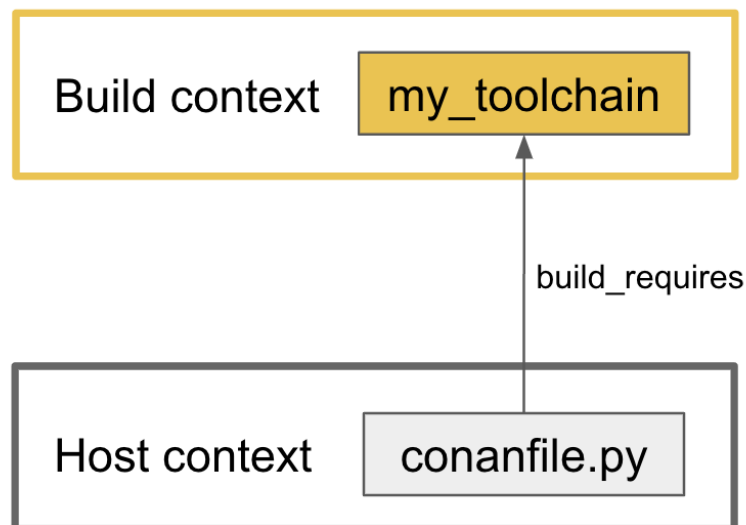 Build context
my_toolchain
build_requires
Host context
conanfile.py